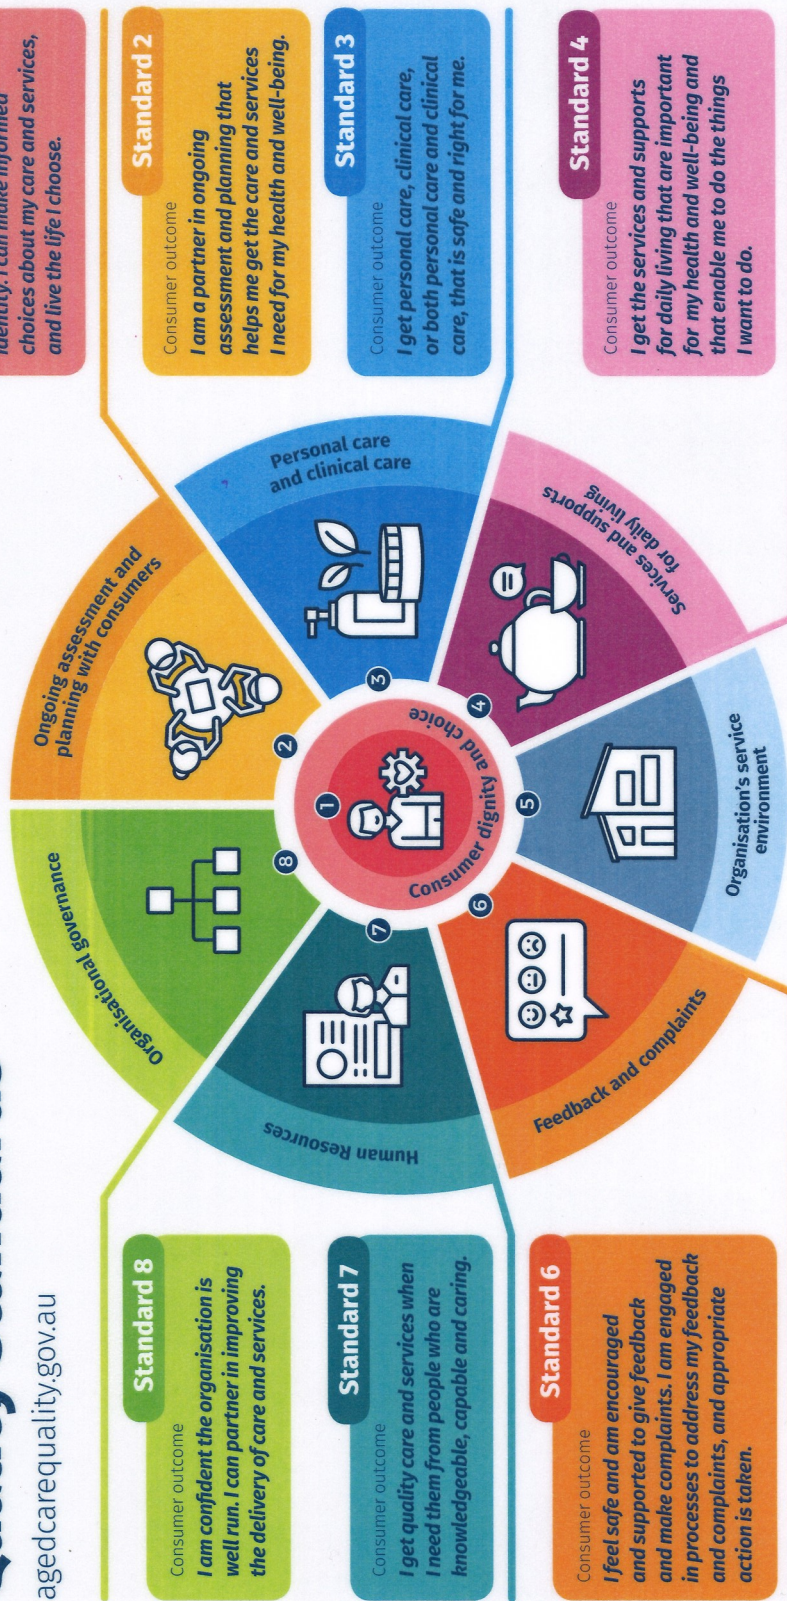 agedcarequality.gov.au
choices about my care and services,
and live the life I choose.
Standard 2
Consumer outcome
I am a partner in ongoing
assessment and planning that
helps me get the care and services
I need for my health and well-being.
Standard 3
Consumer outcome
I get personal care, clinical care,
or both personal care and clinical
care, that is safe and right for me.
Standard 4
Consumer outcome
I get the services and supports
for daily living that are important
for my health and well-being and
that enable me to do the things
I want to do.
Standard 8
Consumer outcome
I am confident the organisation is
well run. I can partner in improving
the delivery of care and services.
Standard 7
Consumer outcome
I get quality care and services when
I need them from people who are
knowledgeable, capable and caring.
Standard 6
Consumer outcome
I feel safe and am encouraged
and supported to give feedback
and make complaints. I am engaged
in processes to address my feedback
and complaints, and appropriate
action is taken.
1
Consumer dignity and choice
2
Ongoing assessment and
planning with consumers
3
Personal care
and clinical care
4
Services and supports
for daily living
5
Organisation's service
environment
6
Feedback and complaints
7
Human Resources
8
Organisational governance